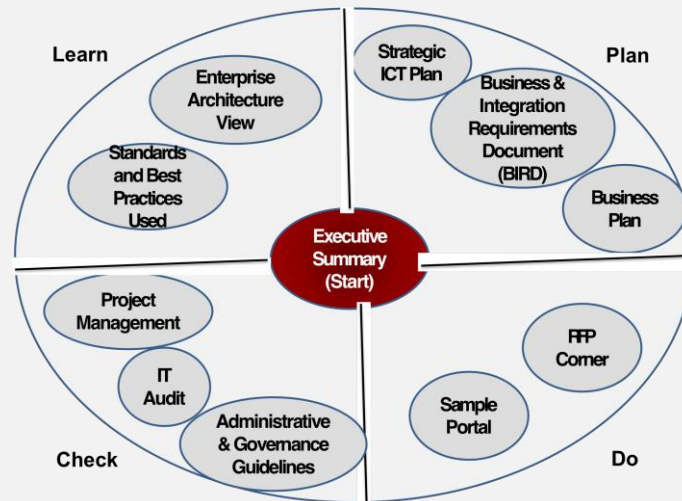 Learn
Enterprise
Architecture
View
Standards
and Best
Practices
Used
Strategic
ICT Plan
Plan
Business &
Integration
Requirements
Document
(BIRD)
Business
Plan
Executive
Summary
(Start)
Project
Management
IT
Audit
Administrative
& Governance
Guidelines
Check
RFP
Corner
Sample
Portal
Do